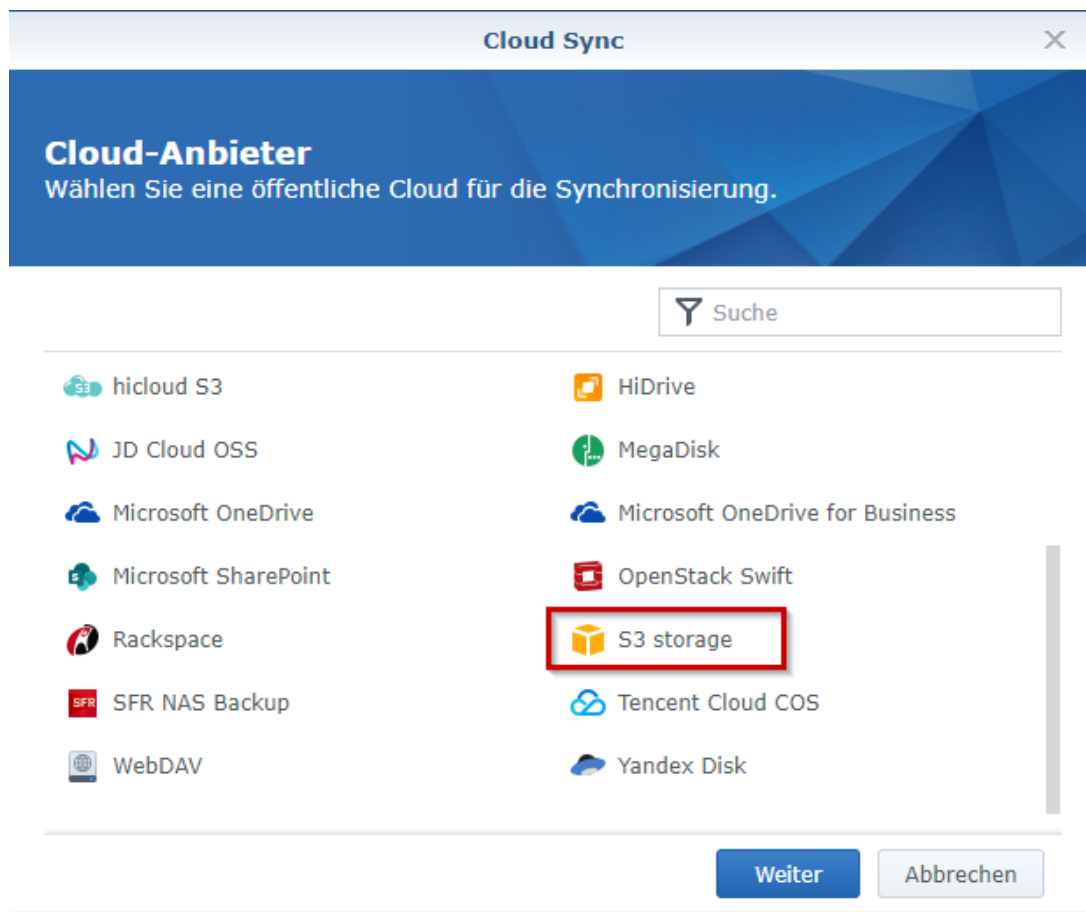 Cloud Sync
Cloud-Anbieter
Wählen Sie eine öffentliche Cloud für die Synchronisierung.
Suche
S3 hicloud S3
HiDrive
JD Cloud OSS
MegaDisk
Microsoft OneDrive
Microsoft OneDrive for Business
S Microsoft SharePoint
OpenStack Swift
Rackspace
S3 storage
SFR SFR NAS Backup
Tencent Cloud COS
WebDAV
Yandex Disk
Weiter
Abbrechen